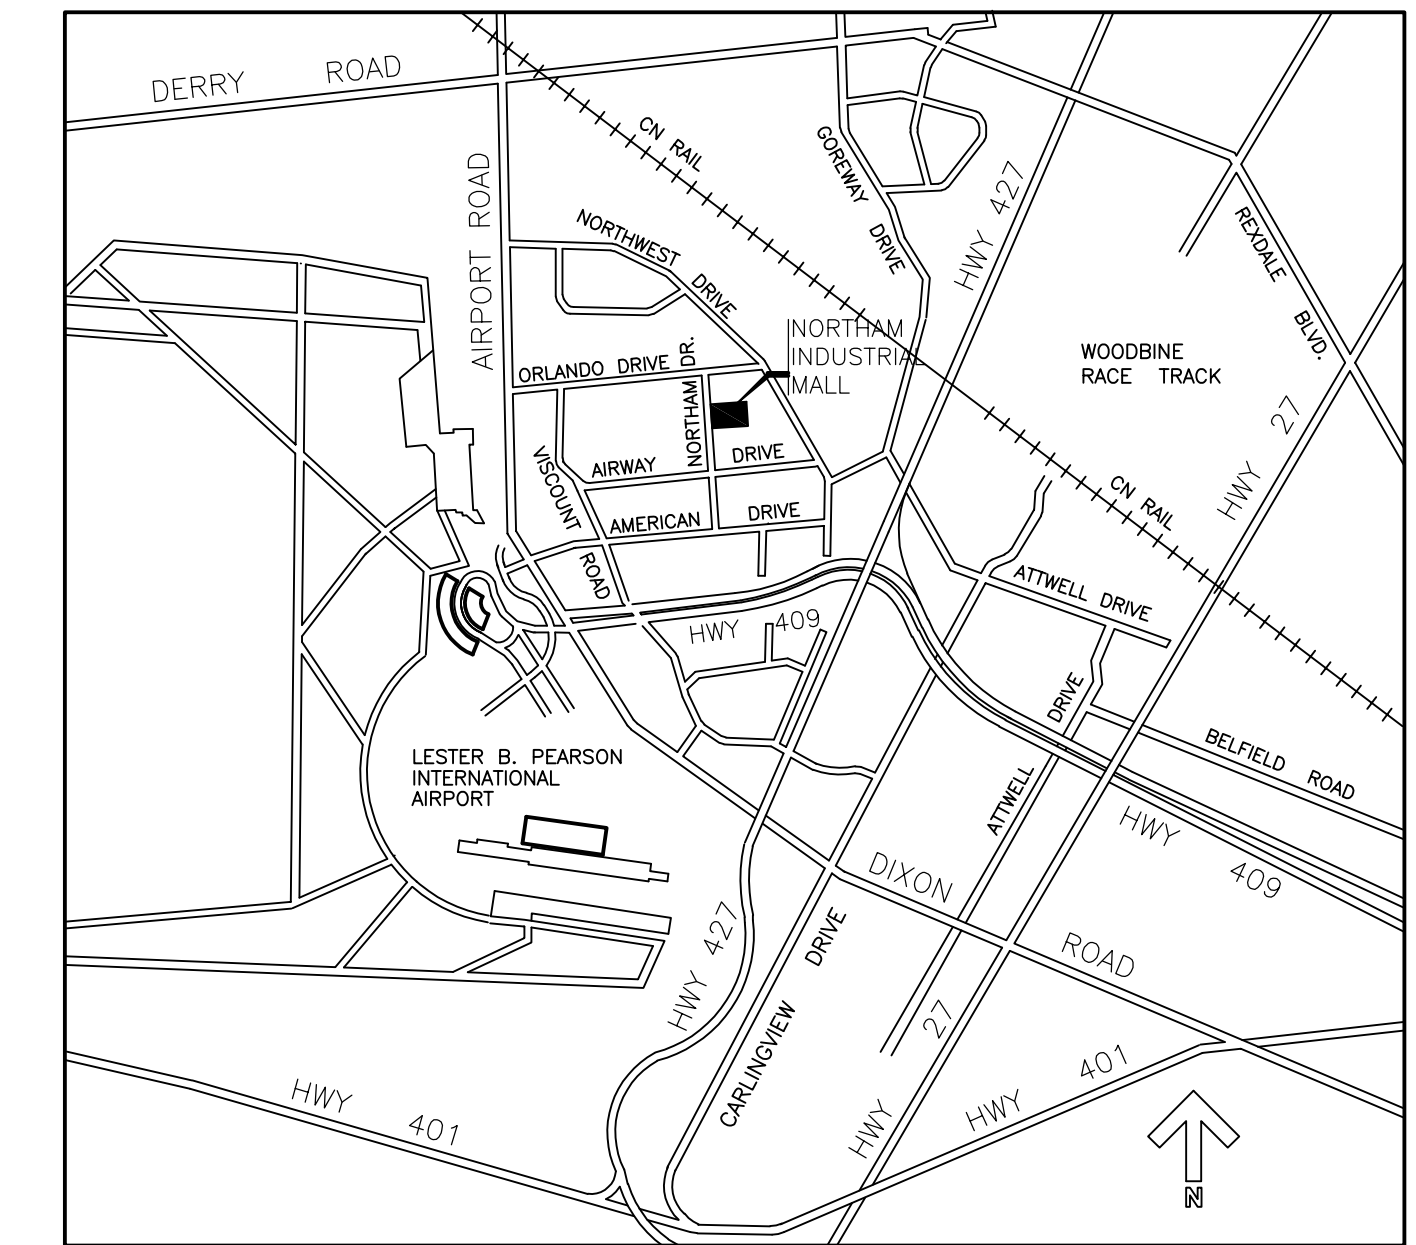 DERRY ROAD
CN RAIL
GOREWAY DRIVE
AIRPORT ROAD
HWY 427
NORTHWEST DRIVE
REXDALE BLVD.
NORTHAM
INDUSTRIAL
MALL
WOODBINE
RACE TRACK
ORLANDO DRIVE
NORTHAM DR.
HWY 27
VISCOUNT ROAD
AIRWAY DRIVE
CN RAIL
AMERICAN DRIVE
ATTWELL DRIVE
HWY 409
ATTWELL DRIVE
BELFIELD ROAD
LESTER B. PEARSON
INTERNATIONAL
AIRPORT
HWY 409
DIXON ROAD
HWY 427
CARLINGVIEW DRIVE
HWY 27
HWY 401
HWY 401
N